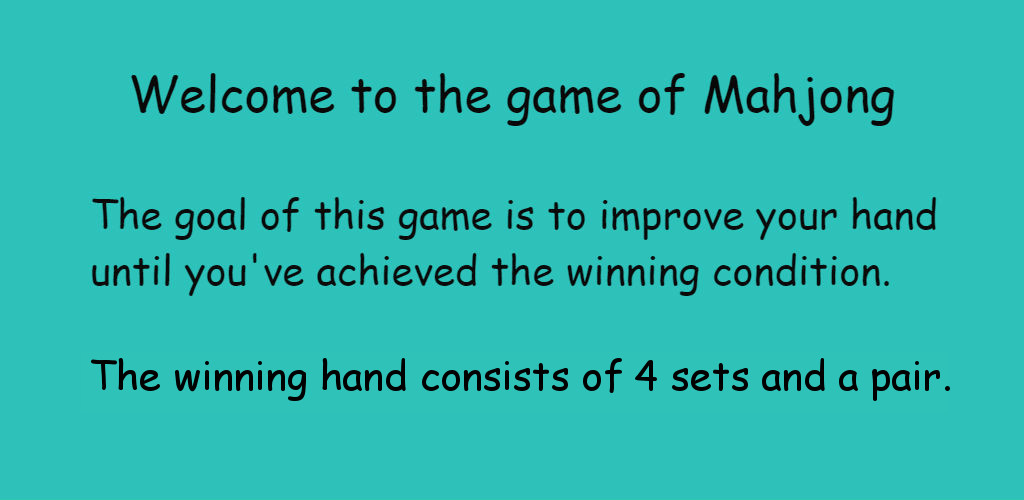 Welcome to the game of Mahjong
The goal of this game is to improve your hand
until you've achieved the winning condition.
The winning hand consists of 4 sets and a pair.